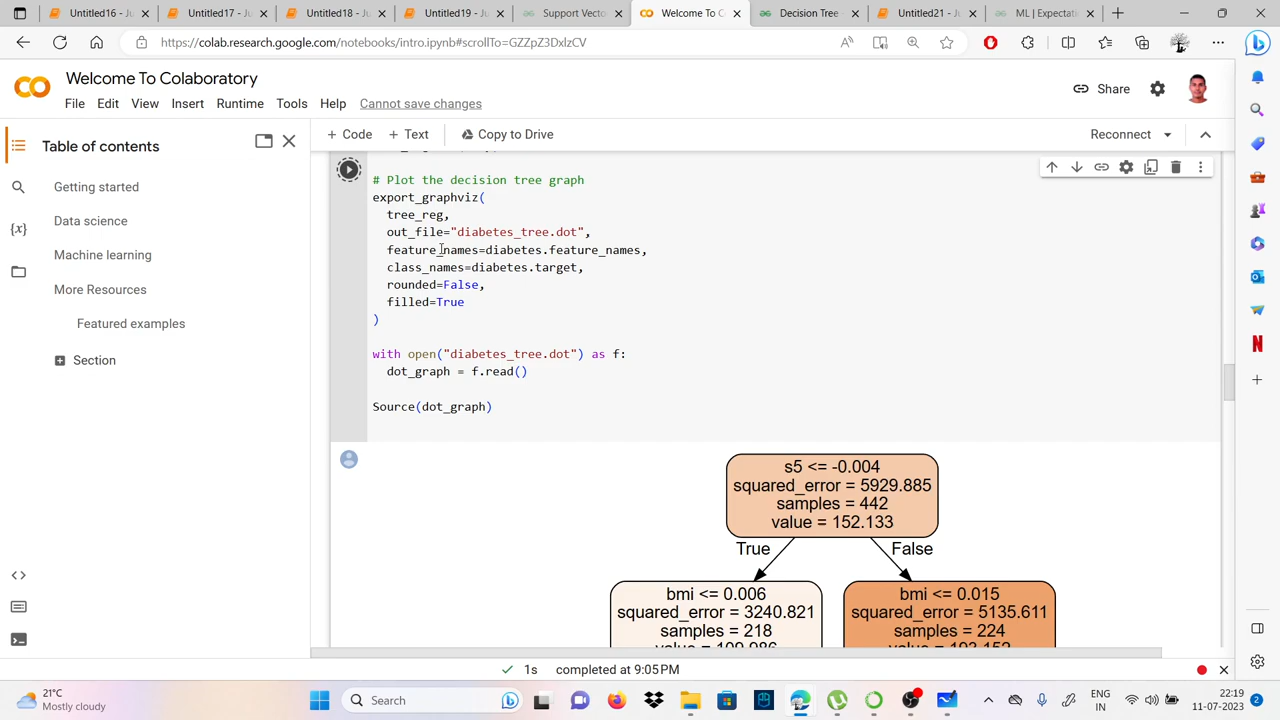 Untitled16 - Ju
Untitled17 - Ju
Untitled18 - Ju
Untitled19 - Ju
Support Vecto
Welcome To C
Decision Tree -
Untitled21 - Ju
ML | Expectati
https://colab.research.google.com/notebooks/intro.ipynb#scrollTo=GZZpZ3DxlzCV
Welcome To Colaboratory
File Edit View Insert Runtime Tools Help Cannot save changes
Share
+ Code + Text Copy to Drive
Reconnect
Table of contents
Getting started
Data science
Machine learning
More Resources
Featured examples
Section
# Plot the decision tree graph
export_graphviz(
tree_reg,
out_file="diabetes_tree.dot",
feature_names=diabetes.feature_names,
class_names=diabetes.target,
rounded=False,
filled=True
)
with open("diabetes_tree.dot") as f:
dot_graph = f.read()
Source(dot_graph)
s5 <= -0.004
squared_error = 5929.885
samples = 442
value = 152.133
True
False
bmi <= 0.006
squared_error = 3240.821
samples = 218
value = 109.986
bmi <= 0.015
squared_error = 5135.611
samples = 224
value = 193.152
1s completed at 9:05PM
21°C
Mostly cloudy
Search
ENG
IN
22:19
11-07-2023
2